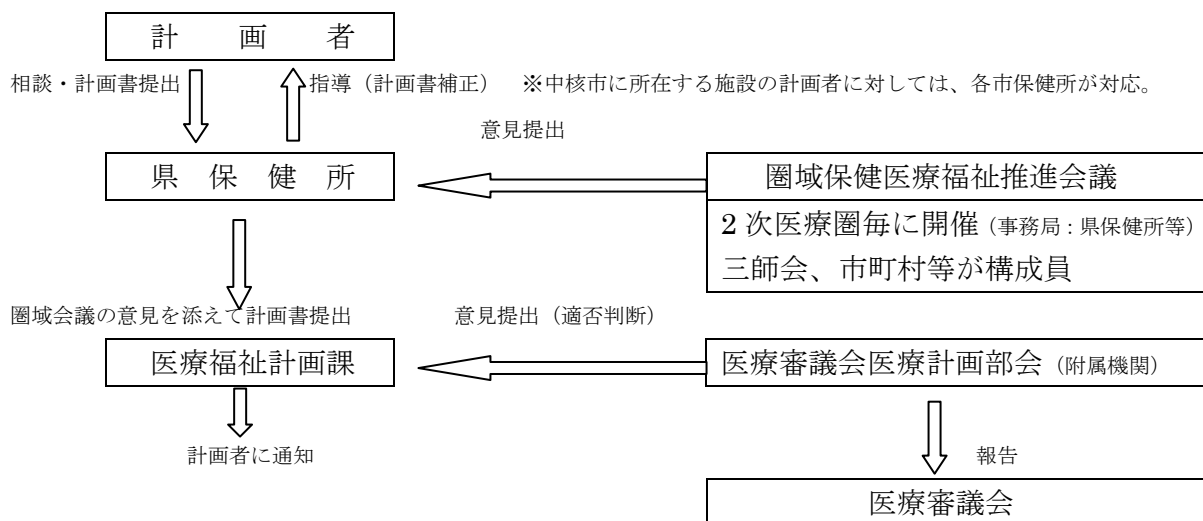 計画者
相談・計画書提出
指導（計画書補正）　※中核市に所在する施設の計画者に対しては、各市保健所が対応。
意見提出
県保健所
圏域保健医療福祉推進会議
2次医療圏毎に開催（事務局：県保健所等）
三師会、市町村等が構成員
圏域会議の意見を添えて計画書提出
意見提出（適否判断）
医療福祉計画課
医療審議会医療計画部会（附属機関）
計画者に通知
報告
医療審議会